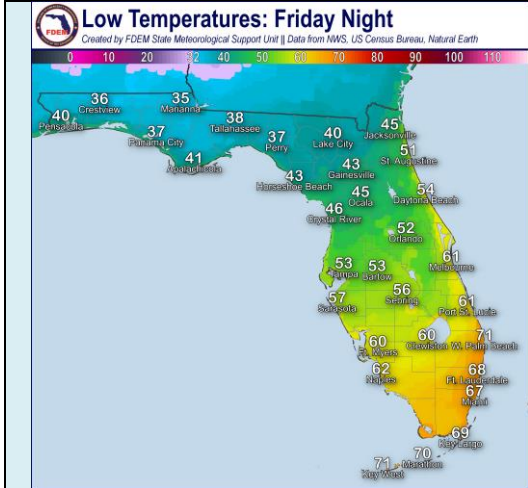 FDEM
Low Temperatures: Friday Night
Created by FDEM State Meteorological Support Unit || Data from NWS, US Census Bureau, Natural Earth
0 10 20 30 32 40 50 60 70 80 90 100 110
36
Crestview
35
Marianna
40
Pensacola
37
Panama City
38
Tallahassee
37
Perry
40
Lake City
45
Jacksonville
41
Apalachicola
51
St. Augustine
43
Horseshoe Beach
43
Gainesville
45
Ocala
54
Daytona Beach
46
Crystal River
52
Orlando
53
Tampa
53
Bartow
61
Melbourne
57
Sarasota
56
Sebring
61
Port St. Lucie
60
Ft. Myers
60
Clewiston
71
W. Palm Beach
62
Naples
68
Ft. Lauderdale
67
Miami
69
Key Largo
70
Marathon
71
Key West